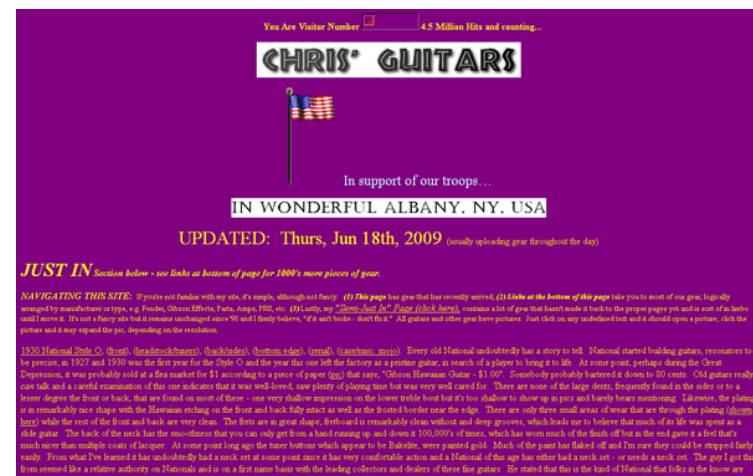 You Are Visitor Number 4.5 Million Hits and counting...
CHRIS' GUITARS
In support of our troops...
IN WONDERFUL ALBANY, NY, USA
UPDATED: Thurs, Jun 18th, 2009 (usually uploading gear throughout the day)
JUST IN Section below - see links at bottom of page for 1000's more pieces of gear.
NAVIGATING THIS SITE: If you're not familiar with my site, it's simple, although not fancy: (1) This page has gear that has recently arrived, (2) Links at the bottom of this page take you to most of our gear, logically
arranged by manufacturer or type, e.g. Fender, Gibson Effects, Parts, Amps, PRS, etc. (3) Lastly, my "Semi-Just In" Page (click here), contains a lot of gear that hasn't made it back to the proper pages yet and is sort of in limbo
until I move it. It's not a fancy site but it remains unchanged since '98 and I firmly believe, "if it ain't broke - don't fix it." All guitars and other gear have pictures. Just click on any underlined text and it should open a picture, click the
picture and it may expand the pic, depending on the resolution.
1930 National Style O, (front), (headstock/tuners), (back/sides), (bottom edge), (serial), (case/misc mojo). Every old National undoubtedly has a story to tell. National started building guitars, resonators to
be precise, in 1927 and 1930 was the first year for the Style O and the year this one left the factory as a pristine guitar, in search of a player to bring it to life. At some point, perhaps during the Great
Depression, it was probably sold at a flea market for $1 according to a piece of paper (pic) that says, "Gibson Hawaiian Guitar - $1.00". Somebody probably bartered it down to 80 cents. Old guitars really
can talk and a careful examination of this one indicates that it was well-loved, saw plenty of playing time but was very well cared for. There are none of the large dents, frequently found in the sides or to a
lesser degree the front or back, that are found on most of these - one very shallow impression on the lower treble bout but it's too shallow to show up in pics and barely bears mentioning. Likewise, the plating
is in remarkably nice shape with the Hawaiian etching on the front and back fully intact as well as the frosted border near the edge. There are only three small areas of wear that are through the plating (shown
here) while the rest of the front and back are very clean. The frets are in great shape, fretboard is remarkably clean without and deep grooves, which leads me to believe that much of its life was spent as a
slide guitar. The back of the neck has the smoothness that you can only get from a hand running up and down it 100,000's of times, which has worn much of the finish off but in the end gave it a feel that's
much nicer than multiple coats of lacquer. At some point long ago the tuner buttons which appear to be Bakelite, were painted gold. Much of the paint has flaked off and I'm sure they could be stripped fairly
easily. From what I've learned it has undoubtedly had a neck set at some point since it has very comfortable action and a National of this age has either had a neck set - or needs a neck set. The guy I got this
from seemed like a relative authority on Nationals and is on a first name basis with the leading collectors and dealers of these fine guitars. He stated that this is the kind of National that folks in the know see